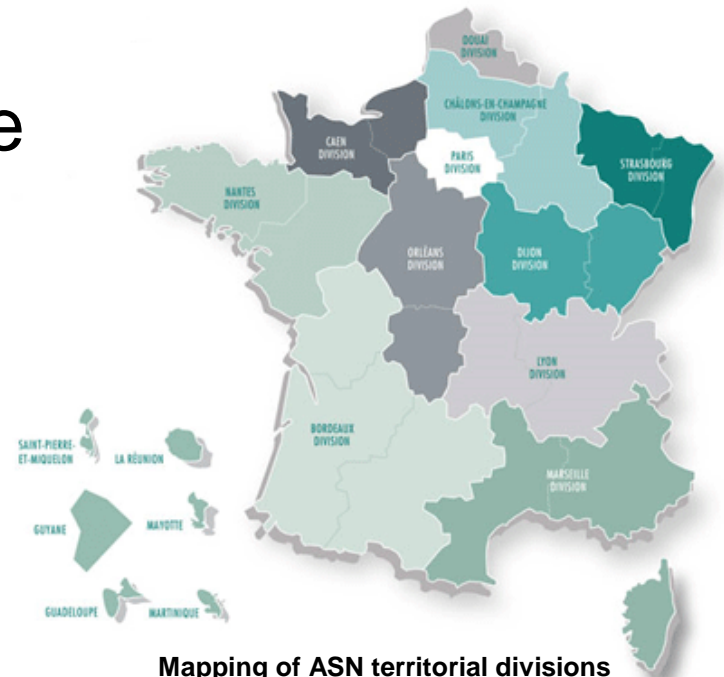 e
DOUAI
DIVISION
CHÂLONS-EN-CHAMPAGNE
DIVISION
CAEN
DIVISION
PARIS
DIVISION
STRASBOURG
DIVISION
NANTES
DIVISION
ORLÉANS
DIVISION
DIJON
DIVISION
LYON
DIVISION
BORDEAUX
DIVISION
MARSEILLE
DIVISION
SAINT-PIERRE-
ET-MIQUELON
LA RÉUNION
GUYANE
MAYOTTE
GUADELOUPE
MARTINIQUE
Mapping of ASN territorial divisions